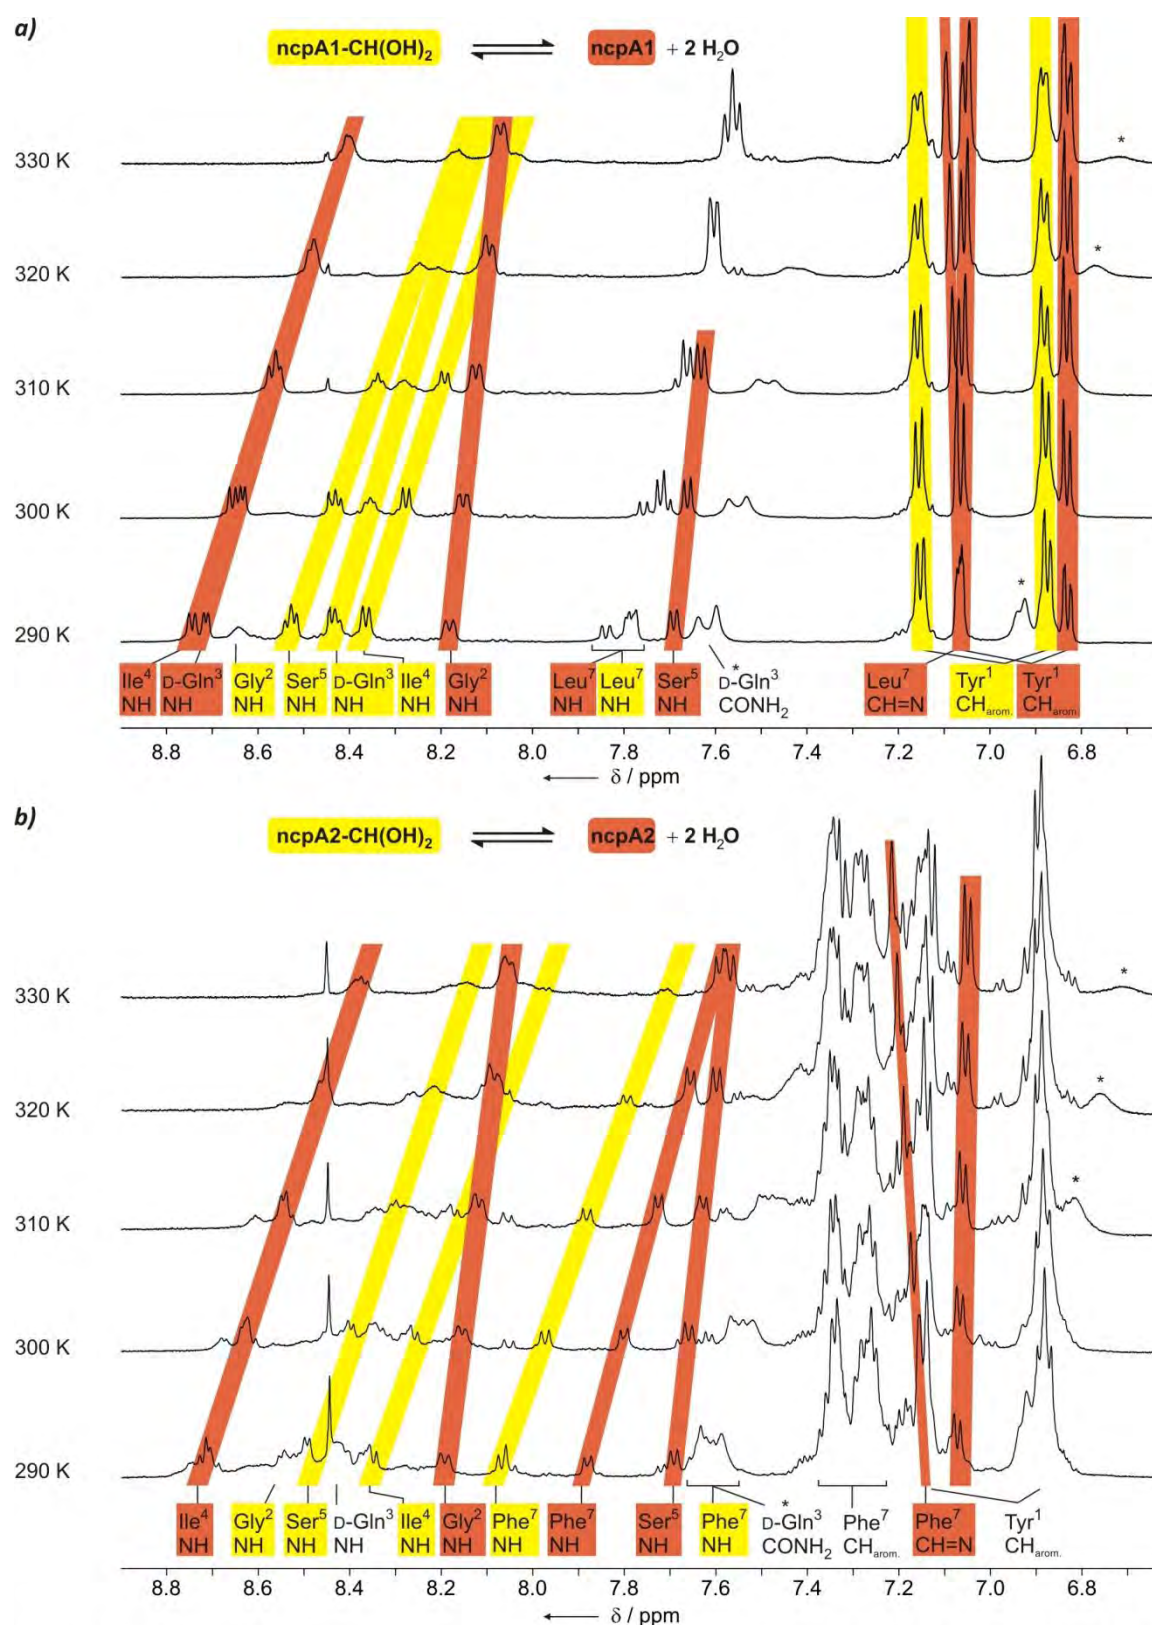 a)
ncpA1-CH(OH)₂ ⇌ ncpA1 + 2 H₂O
330 K
*
320 K
*
310 K
300 K
290 K
*
Ile⁴ NH
D-Gln³ NH
Gly² NH
Ser⁵ NH
D-Gln³ NH
Ile⁴ NH
Gly² NH
Leu⁷ NH
Leu⁷ NH
Ser⁵ NH
*
D-Gln³ CONH₂
Leu⁷ CH=N
Tyr¹ CHarom.
Tyr¹ CHarom.
8.8 8.6 8.4 8.2 8.0 7.8 7.6 7.4 7.2 7.0 6.8
← δ / ppm
b)
ncpA2-CH(OH)₂ ⇌ ncpA2 + 2 H₂O
330 K
*
320 K
*
310 K
*
300 K
290 K
Ile⁴ NH
Gly² NH
Ser⁵ NH
D-Gln³ NH
Ile⁴ NH
Gly² NH
Phe⁷ NH
Phe⁷ NH
Ser⁵ NH
Phe⁷ NH
*
D-Gln³ CONH₂
Phe⁷ CHarom.
Phe⁷ CH=N
Tyr¹ CHarom.
8.8 8.6 8.4 8.2 8.0 7.8 7.6 7.4 7.2 7.0 6.8
← δ / ppm